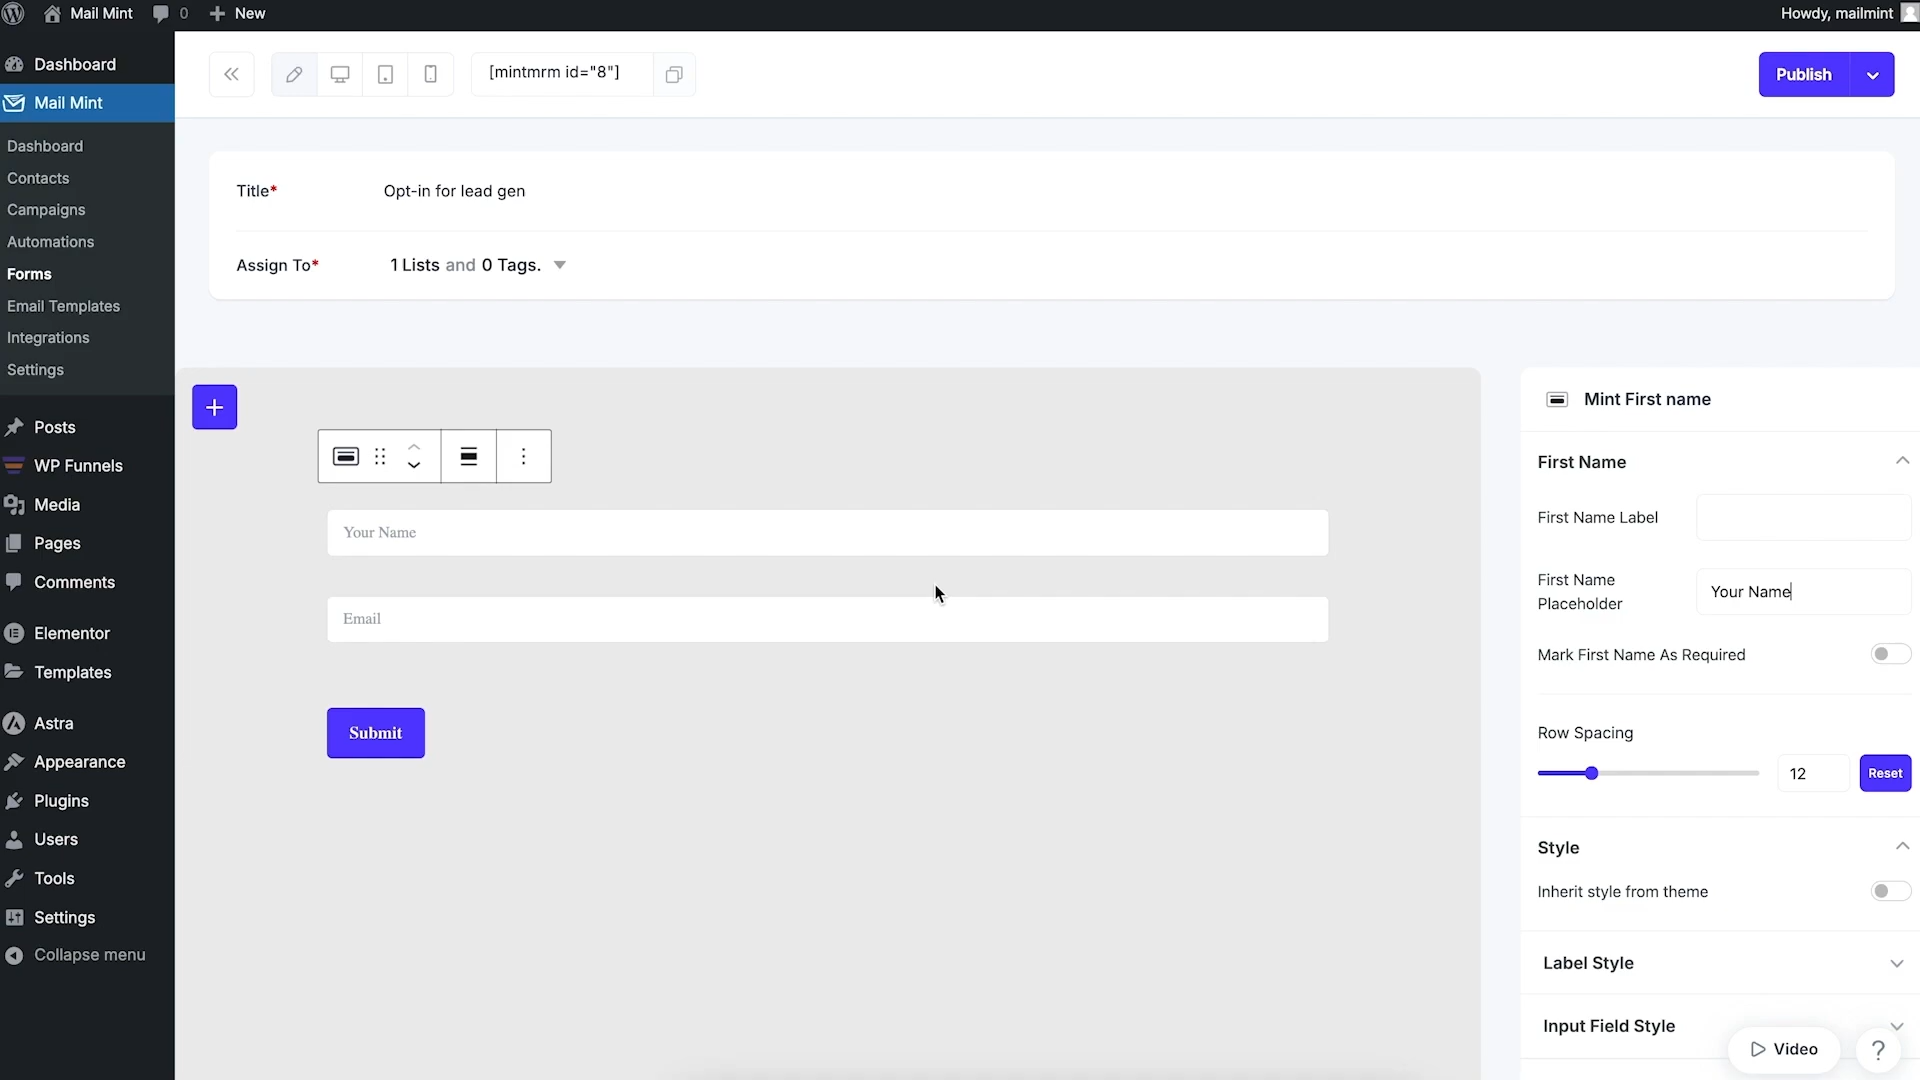 Mail Mint
0
New
Howdy, mailmint
Dashboard
Mail Mint
Dashboard
Contacts
Campaigns
Automations
Forms
Email Templates
Integrations
Settings
Posts
WP Funnels
Media
Pages
Comments
Elementor
Templates
Astra
Appearance
Plugins
Users
Tools
Settings
Collapse menu
[mintmrm id="8"]
Publish
Title*
Opt-in for lead gen
Assign To*
1 Lists and 0 Tags.
Your Name
Email
Submit
Mint First name
First Name
First Name Label
First Name
Placeholder
Your Name
Mark First Name As Required
Row Spacing
12
Reset
Style
Inherit style from theme
Label Style
Input Field Style
Video
?